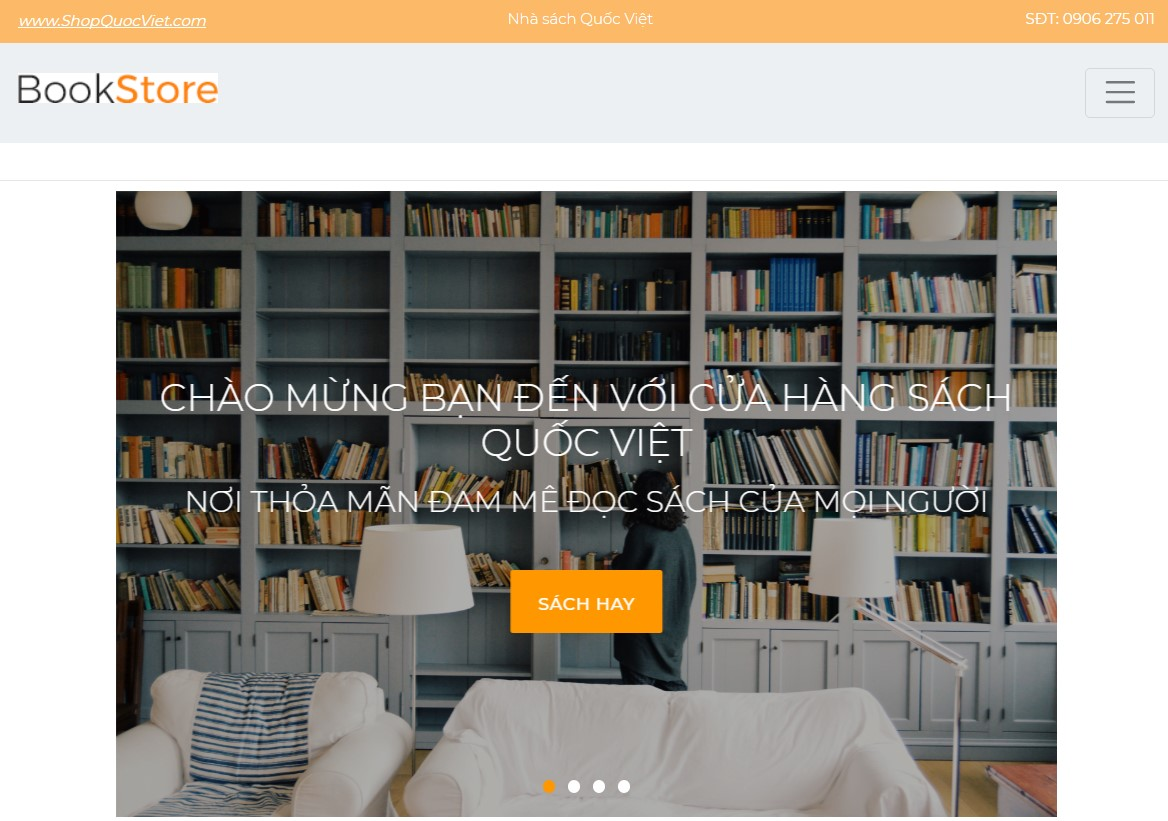 www.ShopQuocViet.com
Nhà sách Quốc Việt
SĐT: 0906 275 011
BookStore
CHÀO MỪNG BẠN ĐẾN VỚI CỬA HÀNG SÁCH
QUỐC VIỆT
NƠI THỎA MÃN ĐAM MÊ ĐỌC SÁCH CỦA MỌI NGƯỜI
SÁCH HAY